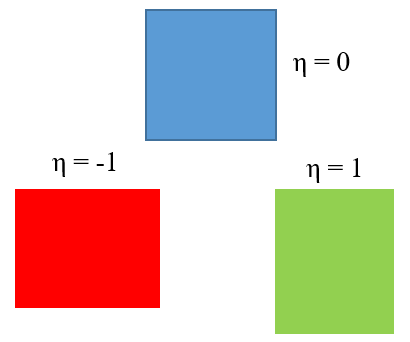 η = 0
η = -1
η = 1